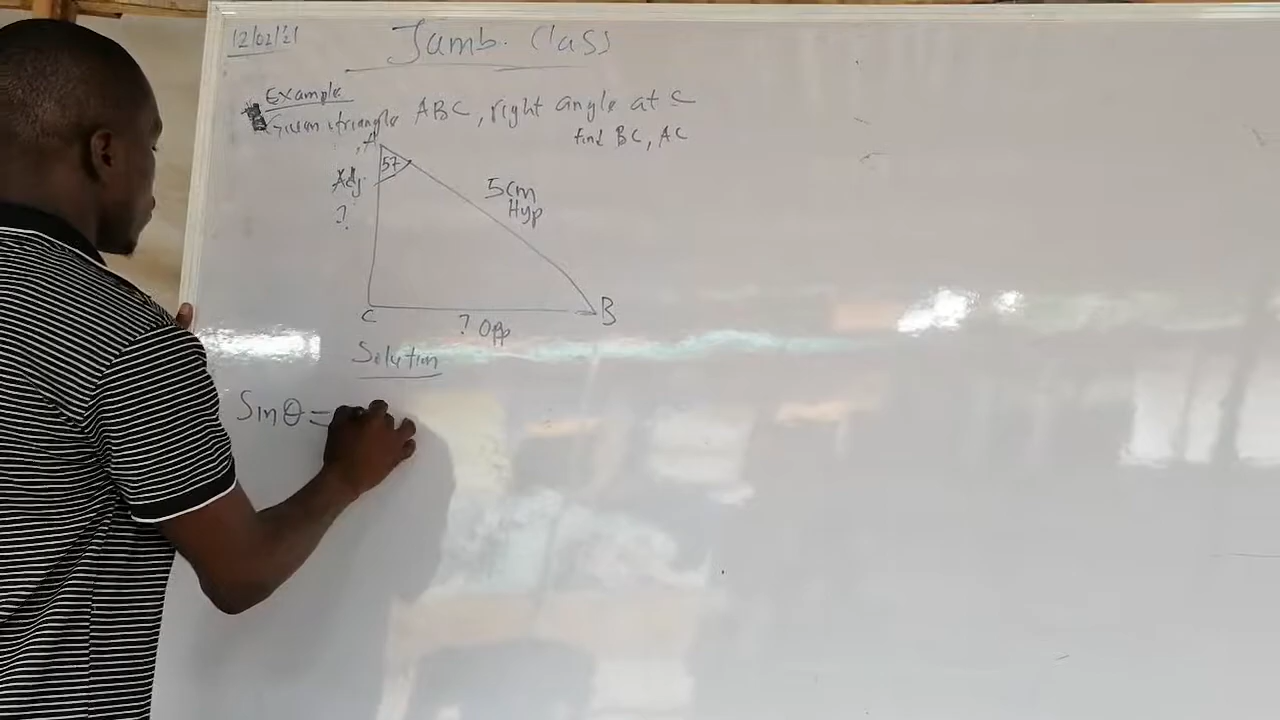 12/02/21
Jamb. Class
Example
Given triangle ABC, right angle at C
find BC, AC
A
57
Adj
?
5cm
Hyp
C
B
? Opp
Solution
Sinθ =